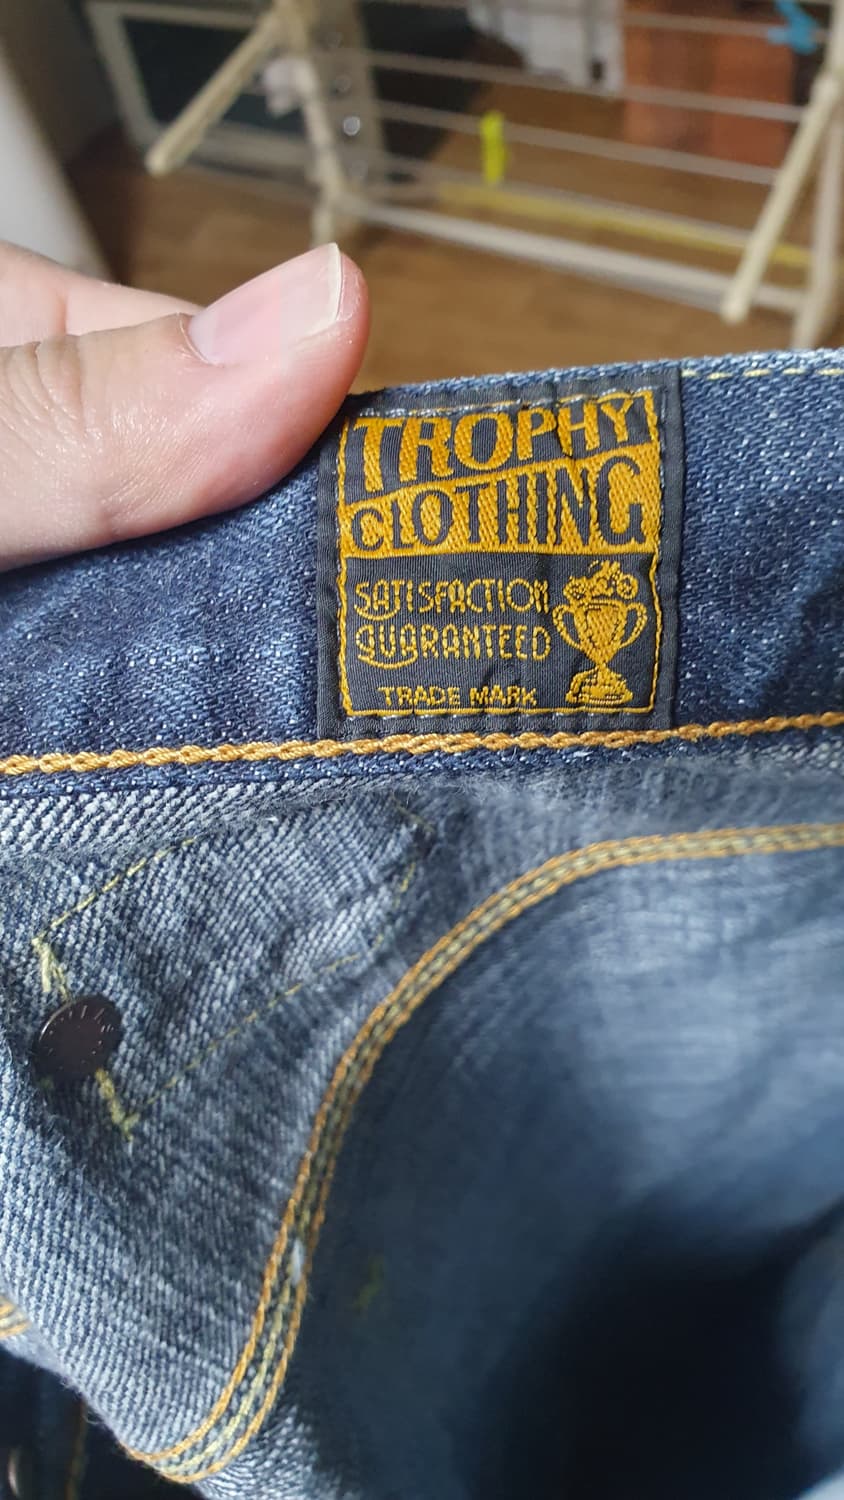 TROPHY
CLOTHING
SATISFACTION
GUARANTEED
TRADE MARK